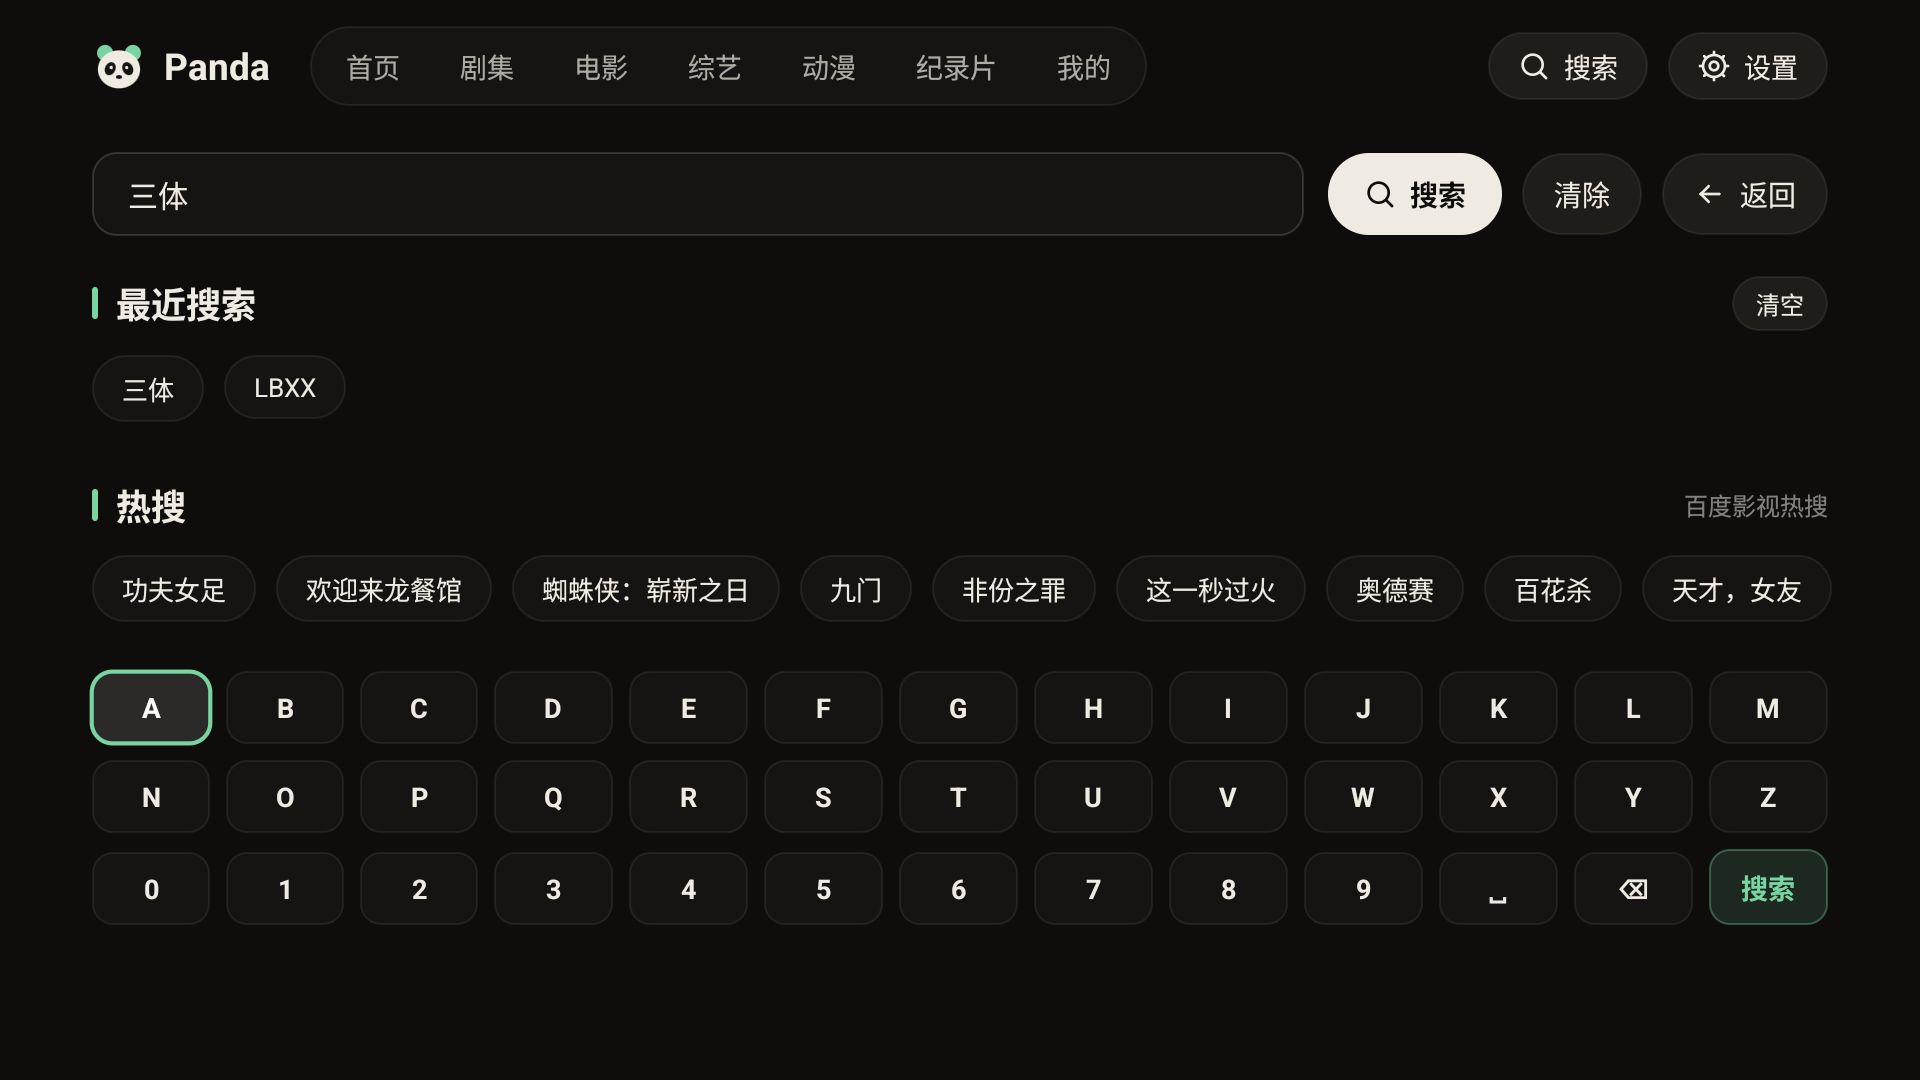 Panda 首页 剧集 电影 综艺 动漫 纪录片 我的 搜索 设置
三体 搜索 清除 返回
最近搜索 清空
三体 LBXX
热搜 百度影视热搜
功夫女足 欢迎来龙餐馆 蜘蛛侠：崭新之日 九门 非份之罪 这一秒过火 奥德赛 百花杀 天才，女友
A B C D E F G H I J K L M
N O P Q R S T U V W X Y Z
0 1 2 3 4 5 6 7 8 9 ␣ ⌫ 搜索